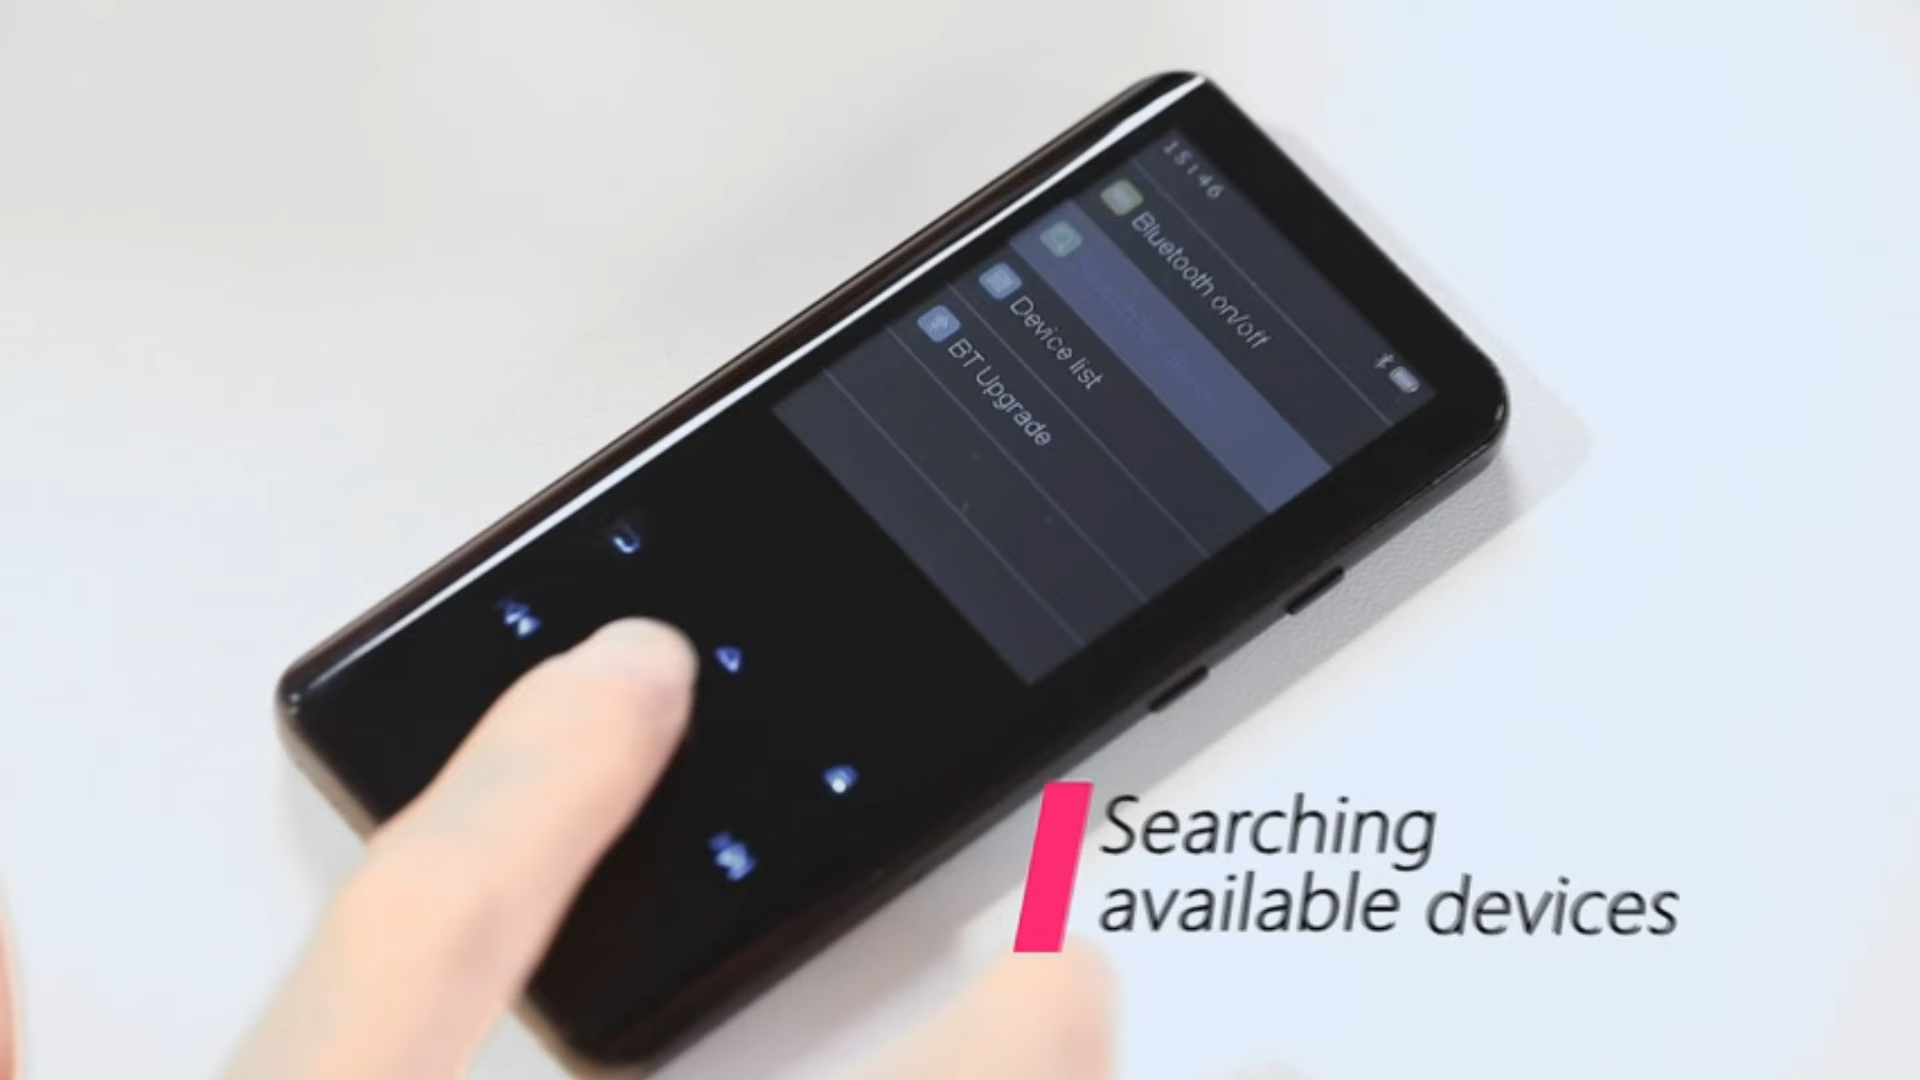 15:46
Bluetooth on/off
Device list
BT Upgrade
Searching
available devices